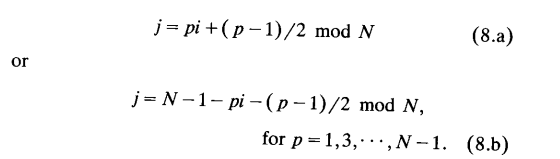 j = pi + (p − 1)/2 mod N (8.a)
or
j = N − 1 − pi − (p − 1)/2 mod N,
for p = 1,3,⋯,N − 1. (8.b)